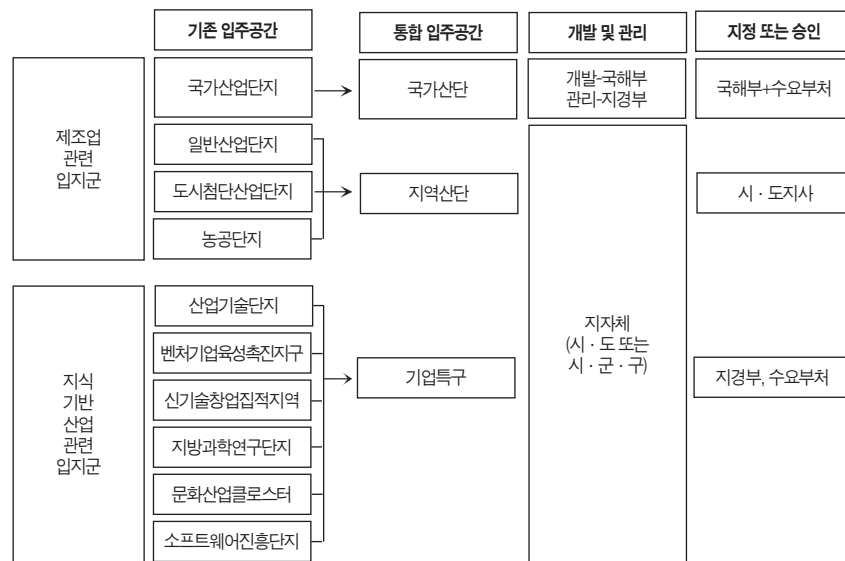 기존 입주공간
통합 입주공간
개발 및 관리
지정 또는 승인
제조업
관련
입지군
국가산업단지
국가산단
개발-국해부
관리-지경부
국해부+수요부처
일반산업단지
도시첨단산업단지
농공단지
지역산단
시 · 도지사
지식
기반
산업
관련
입지군
산업기술단지
벤처기업육성촉진지구
신기술창업집적지역
지방과학연구단지
문화산업클로스터
소프트웨어진흥단지
기업특구
지자체
(시 · 도 또는
시 · 군 · 구)
지경부, 수요부처